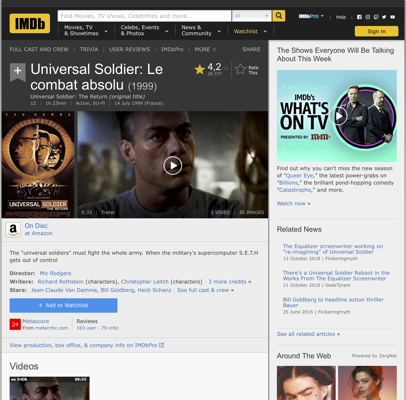 IMDb
Find Movies, TV shows, Celebrities and more...
All
IMDbPro
Help
Movies, TV & Showtimes
Celebs, Events & Photos
News & Community
Watchlist
Sign in
FULL CAST AND CREW | TRIVIA | USER REVIEWS | IMDbPro | MORE
SHARE
Universal Soldier: Le combat absolu (1999)
Universal Soldier: The Return (original title)
12 | 1h 23min | Action, Sci-Fi | 14 July 1999 (France)
4,2
Rate This
UNIVERSAL SOLDIER
THE RETURN
0:33 | Trailer
1 VIDEO | 30 IMAGES
On Disc
at Amazon
The "universal soldiers" must fight the whole army. When the military's supercomputer S.E.T.H gets out of control
Director: Mic Rodgers
Writers: Richard Rothstein (characters), Christopher Leitch (characters) | 3 more credits »
Stars: Jean-Claude Van Damme, Bill Goldberg, Heidi Schanz | See full cast & crew »
+ Add to Watchlist
24
Metascore
From metacritic.com
Reviews
163 user | 79 critic
View production, box office, & company info on IMDbPro
Videos
The Shows Everyone Will Be Talking About This Week
IMDb's
WHAT'S ON TV
PRESENTED BY
Find out why you can't miss the new season of "Queer Eye," the latest power-grabs on "Billions," the brilliant pond-hopping comedy "Catastrophe," and more.
Watch now »
Related News
The Equalizer screenwriter working on "re-imagining" of Universal Soldier
13 October 2018 | Flickeringmyth
There's a Universal Soldier Reboot in the Works From The Equalizer Screenwriter
11 October 2018 | GeekTyrant
Bill Goldberg to headline action thriller Bauer
25 June 2016 | Flickeringmyth
See all related articles »
Around The Web
Powered by ZergNet